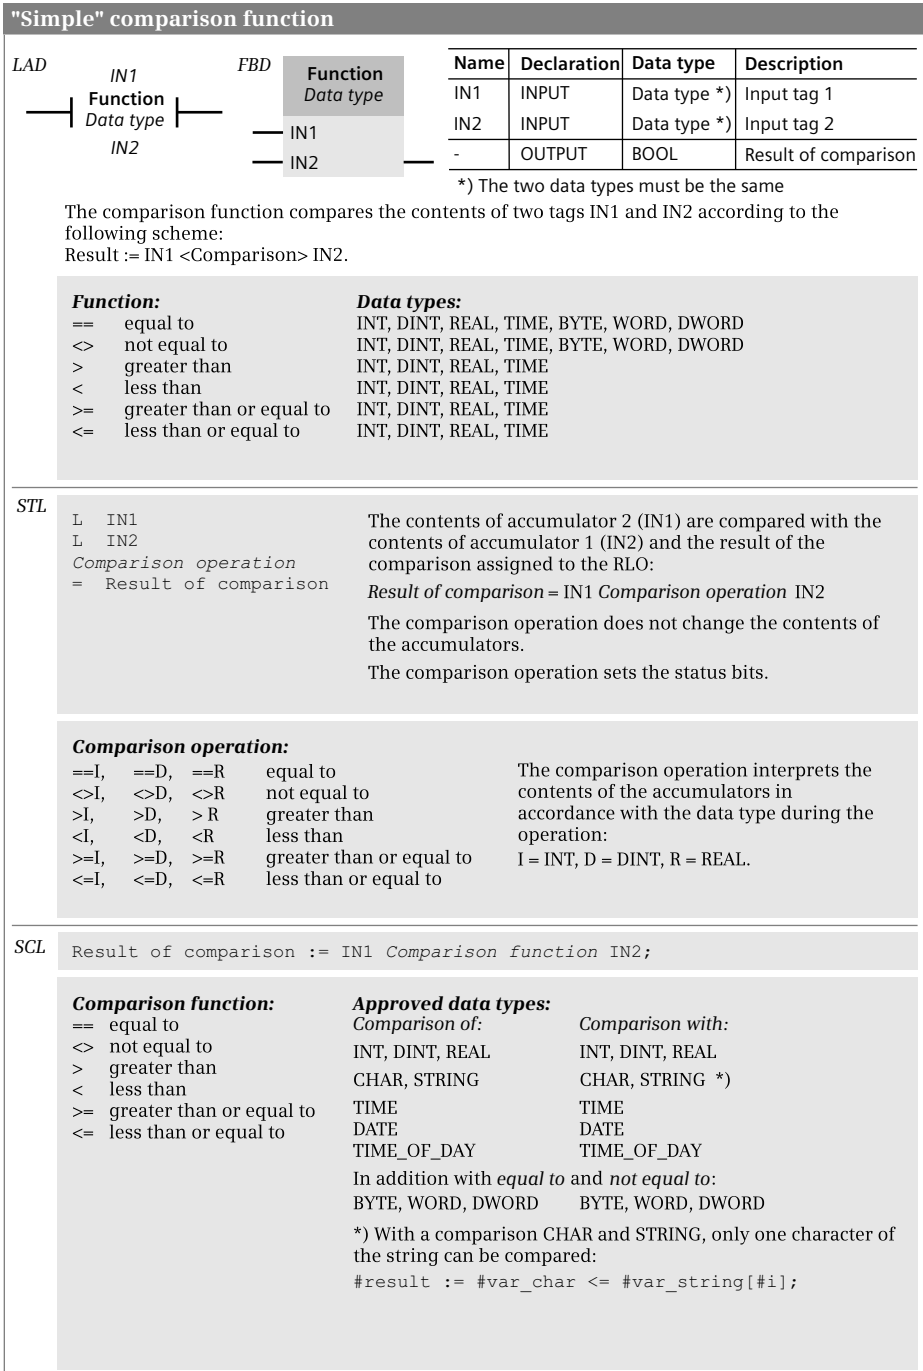 "Simple" comparison function
LAD
IN1
Function
Data type
IN2
FBD
Function
Data type
IN1
IN2
Name Declaration Data type Description
IN1 INPUT Data type *) Input tag 1
IN2 INPUT Data type *) Input tag 2
- OUTPUT BOOL Result of comparison
*) The two data types must be the same
The comparison function compares the contents of two tags IN1 and IN2 according to the
following scheme:
Result := IN1 <Comparison> IN2.
Function: Data types:
== equal to INT, DINT, REAL, TIME, BYTE, WORD, DWORD
<> not equal to INT, DINT, REAL, TIME, BYTE, WORD, DWORD
> greater than INT, DINT, REAL, TIME
< less than INT, DINT, REAL, TIME
>= greater than or equal to INT, DINT, REAL, TIME
<= less than or equal to INT, DINT, REAL, TIME
STL
L IN1
L IN2
Comparison operation
= Result of comparison
The contents of accumulator 2 (IN1) are compared with the
contents of accumulator 1 (IN2) and the result of the
comparison assigned to the RLO:
Result of comparison = IN1 Comparison operation IN2
The comparison operation does not change the contents of
the accumulators.
The comparison operation sets the status bits.
Comparison operation:
==I, ==D, ==R equal to
<>I, <>D, <>R not equal to
>I, >D, > R greater than
<I, <D, <R less than
>=I, >=D, >=R greater than or equal to
<=I, <=D, <=R less than or equal to
The comparison operation interprets the
contents of the accumulators in
accordance with the data type during the
operation:
I = INT, D = DINT, R = REAL.
SCL
Result of comparison := IN1 Comparison function IN2;
Comparison function:
== equal to
<> not equal to
> greater than
< less than
>= greater than or equal to
<= less than or equal to
Approved data types:
Comparison of: Comparison with:
INT, DINT, REAL INT, DINT, REAL
CHAR, STRING CHAR, STRING *)
TIME TIME
DATE DATE
TIME_OF_DAY TIME_OF_DAY
In addition with equal to and not equal to:
BYTE, WORD, DWORD BYTE, WORD, DWORD
*) With a comparison CHAR and STRING, only one character of
the string can be compared:
#result := #var_char <= #var_string[#i];